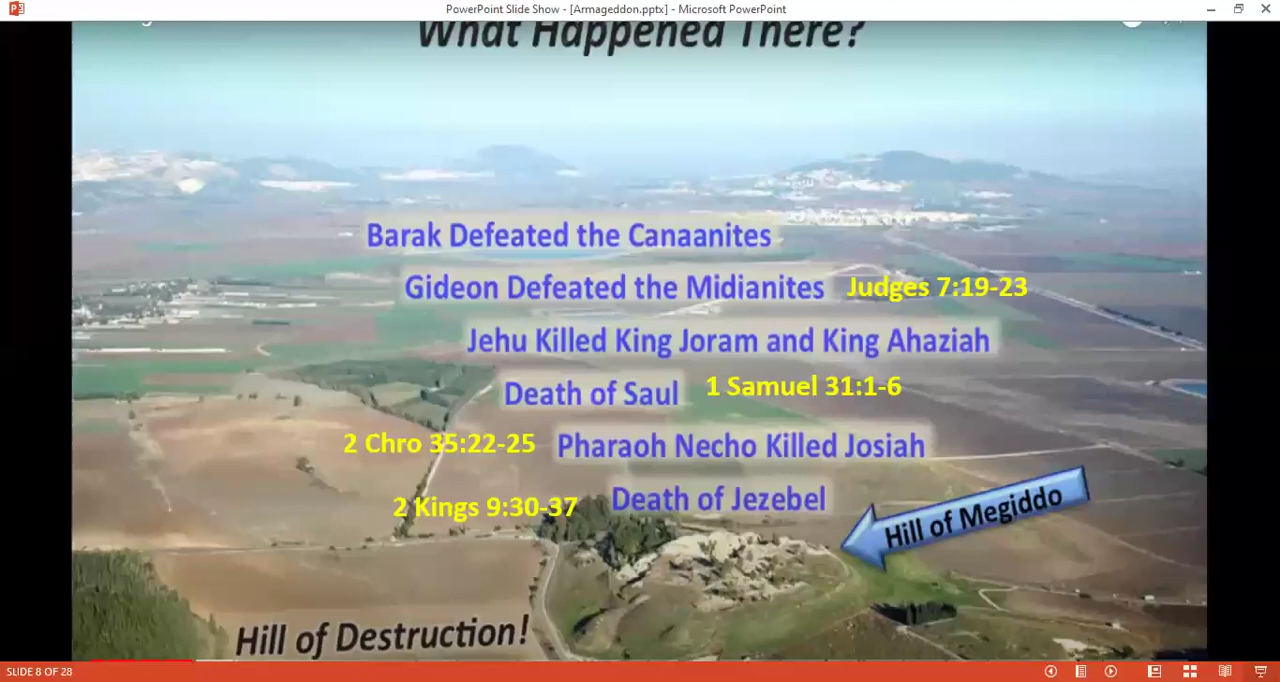 PowerPoint Slide Show - [Armageddon.pptx] - Microsoft PowerPoint
What Happened There?
Barak Defeated the Canaanites
Gideon Defeated the Midianites Judges 7:19-23
Jehu Killed King Joram and King Ahaziah
Death of Saul 1 Samuel 31:1-6
2 Chro 35:22-25 Pharaoh Necho Killed Josiah
2 Kings 9:30-37 Death of Jezebel
Hill of Megiddo
Hill of Destruction!
SLIDE 8 OF 28